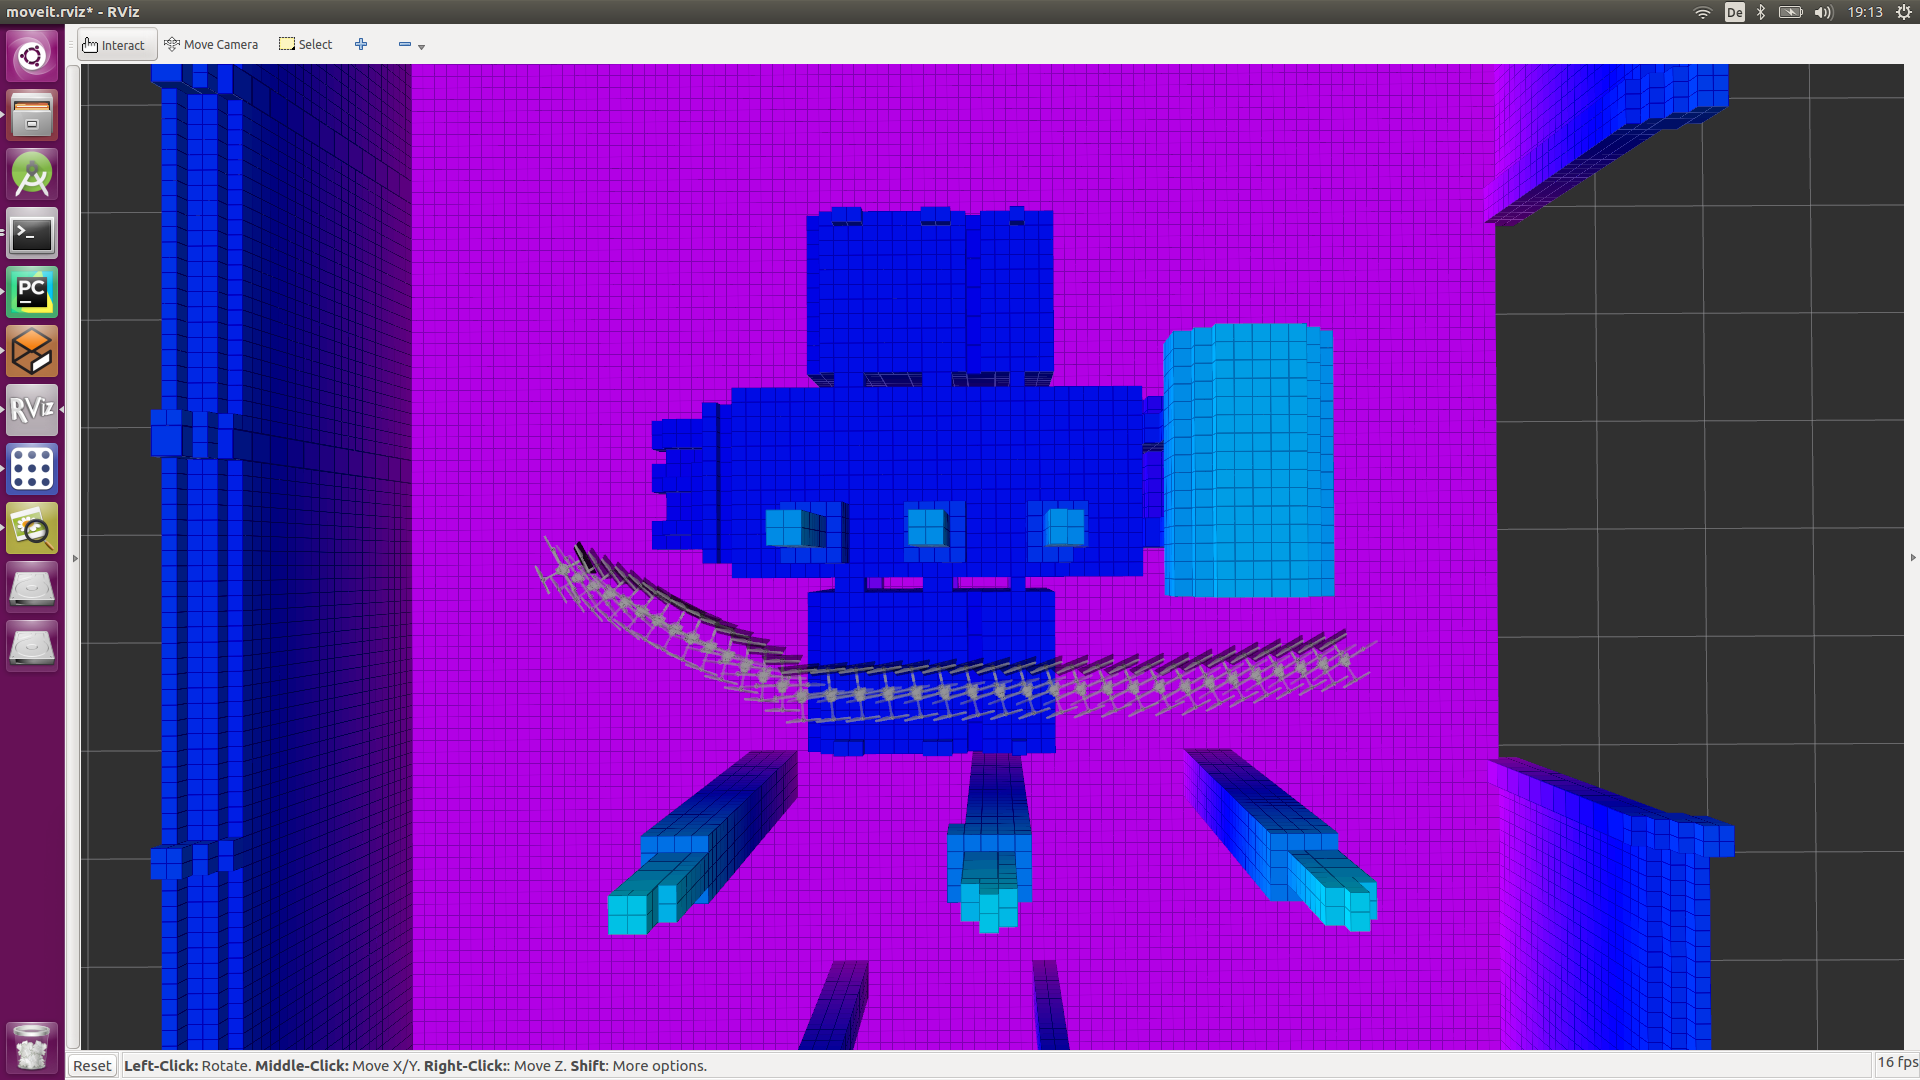 moveit.rviz* - RViz
De
19:13
Interact
Move Camera
Select
>_
PC
RViz
Reset
Left-Click: Rotate. Middle-Click: Move X/Y. Right-Click:: Move Z. Shift: More options.
16 fps